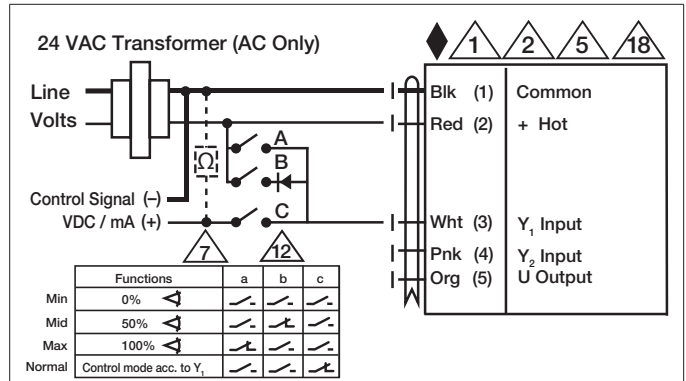 24 VAC Transformer (AC Only)
1 2 5 18
Line
Volts
Blk (1) Common
Red (2) + Hot
A
B
C
Ω
Control Signal (–)
VDC / mA (+)
Wht (3) Y1 Input
Pnk (4) Y2 Input
Org (5) U Output
7 12
Functions a b c
Min 0%
Mid 50%
Max 100%
Normal Control mode acc. to Y1